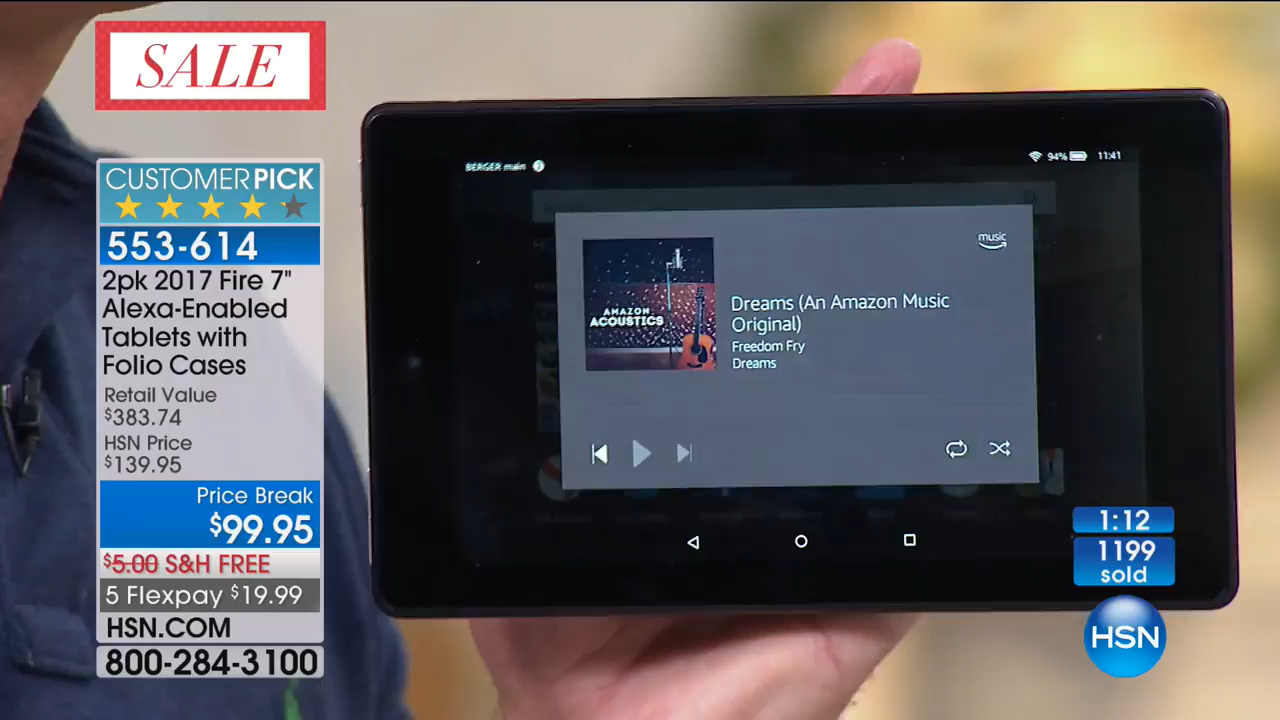 SALE
CUSTOMERPICK
553-614
2pk 2017 Fire 7"
Alexa-Enabled
Tablets with
Folio Cases
Retail Value
$383.74
HSN Price
$139.95
Price Break
$99.95
$5.00 S&H FREE
5 Flexpay $19.99
HSN.COM
800-284-3100
BERGER main 2
94% 11:41
music
AMAZON
ACOUSTICS
Dreams (An Amazon Music
Original)
Freedom Fry
Dreams
1:12
1199
sold
HSN